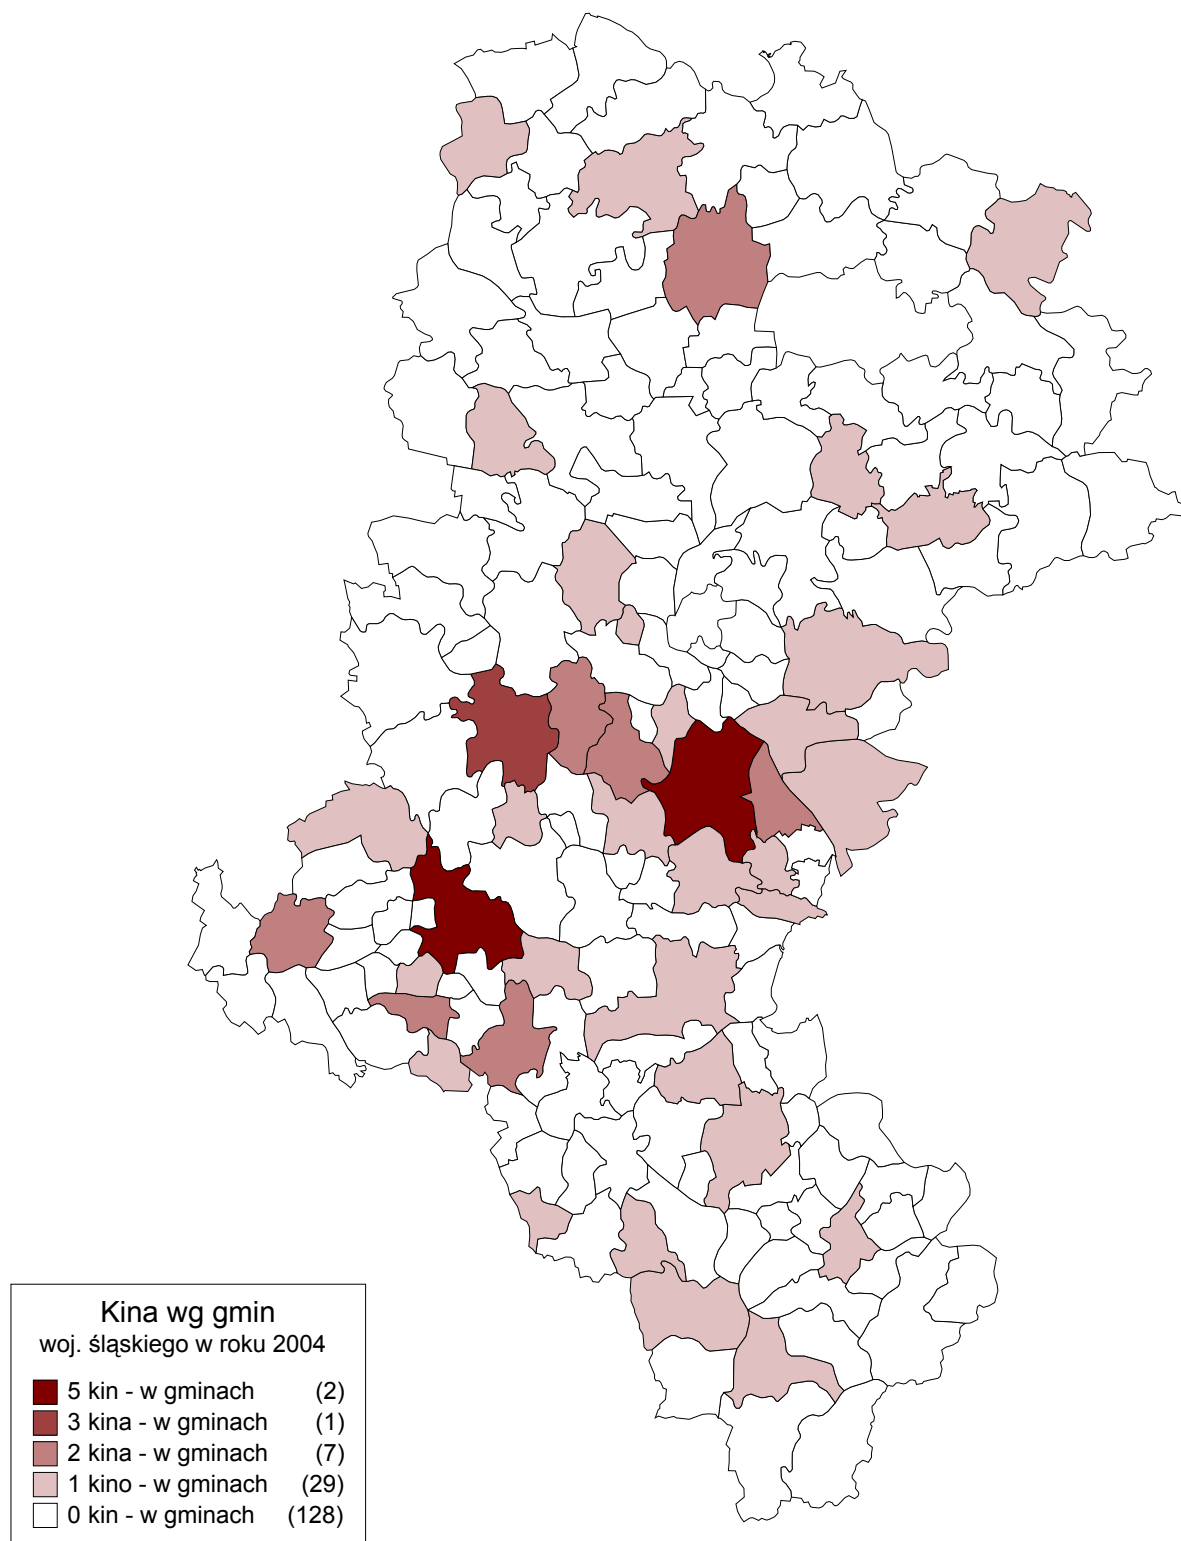 Kina wg gmin
woj. śląskiego w roku 2004
5 kin - w gminach (2)
3 kina - w gminach (1)
2 kina - w gminach (7)
1 kino - w gminach (29)
0 kin - w gminach (128)